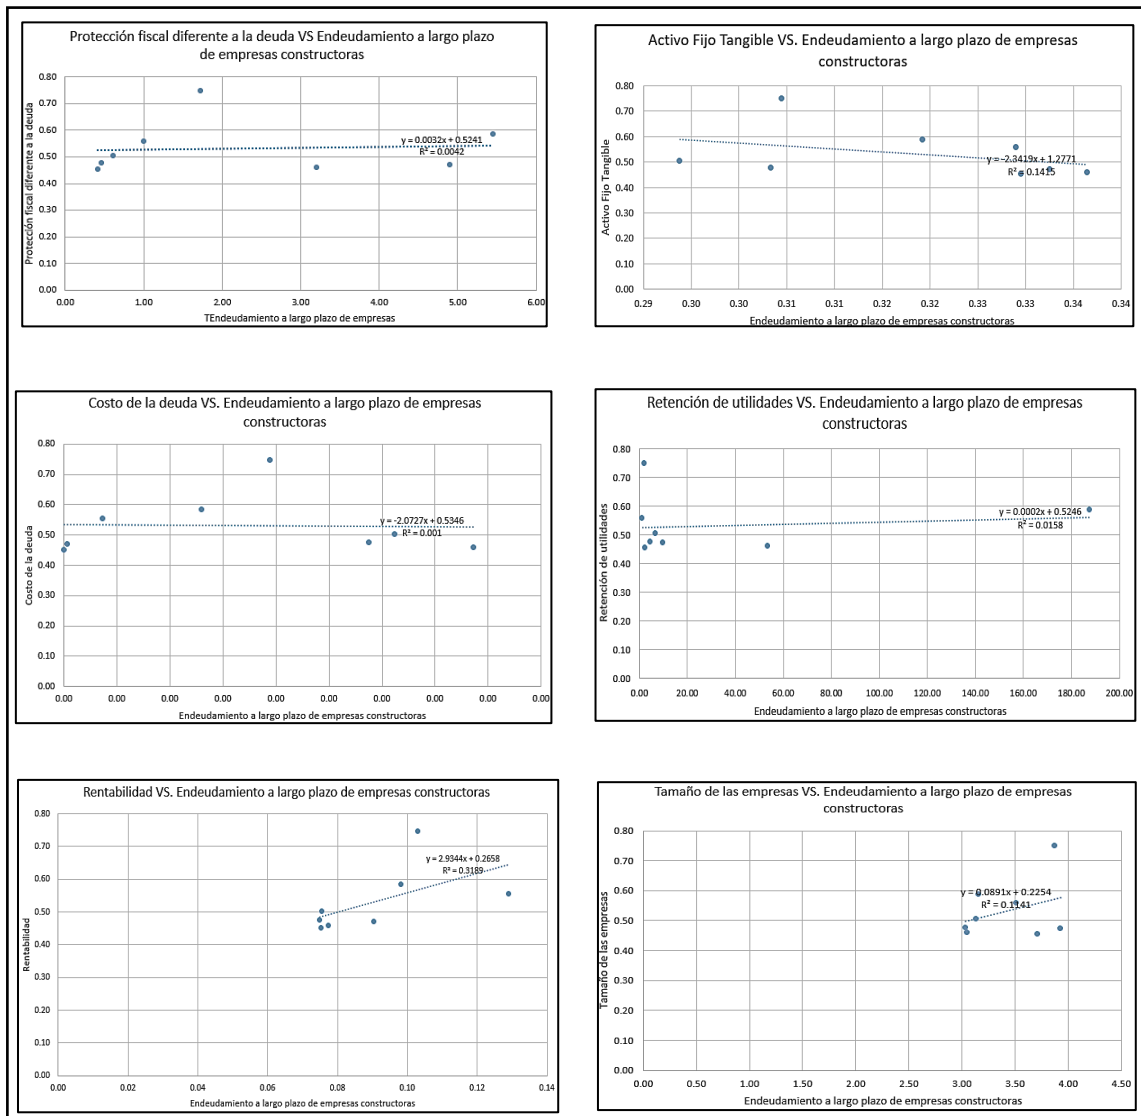 Protección fiscal diferente a la deuda VS Endeudamiento a largo plazo
de empresas constructoras
Protección fiscal diferente a la deuda
0.80
0.70
0.60
0.50
0.40
0.30
0.20
0.10
0.00
y = 0.0032x + 0.5241
R² = 0.0042
0.00 1.00 2.00 3.00 4.00 5.00 6.00
TEndeudamiento a largo plazo de empresas
Activo Fijo Tangible VS. Endeudamiento a largo plazo de empresas
constructoras
Activo Fijo Tangible
0.80
0.70
0.60
0.50
0.40
0.30
0.20
0.10
0.00
y = -2.3419x + 1.2771
R² = 0.1415
0.29 0.30 0.30 0.31 0.31 0.32 0.32 0.33 0.33 0.34 0.34
Endeudamiento a largo plazo de empresas constructoras
Costo de la deuda VS. Endeudamiento a largo plazo de empresas
constructoras
Costo de la deuda
0.80
0.70
0.60
0.50
0.40
0.30
0.20
0.10
0.00
y = -2.0727x + 0.5346
R² = 0.001
0.00 0.00 0.00 0.00 0.00 0.00 0.00 0.00 0.00 0.00
Endeudamiento a largo plazo de empresas constructoras
Retención de utilidades VS. Endeudamiento a largo plazo de empresas
constructoras
Retención de utilidades
0.80
0.70
0.60
0.50
0.40
0.30
0.20
0.10
0.00
y = 0.0002x + 0.5246
R² = 0.0158
0.00 20.00 40.00 60.00 80.00 100.00 120.00 140.00 160.00 180.00 200.00
Endeudamiento a largo plazo de empresas constructoras
Rentabilidad VS. Endeudamiento a largo plazo de empresas constructoras
Rentabilidad
0.80
0.70
0.60
0.50
0.40
0.30
0.20
0.10
0.00
y = 2.9344x + 0.2658
R² = 0.3189
0.00 0.02 0.04 0.06 0.08 0.10 0.12 0.14
Endeudamiento a largo plazo de empresas constructoras
Tamaño de las empresas VS. Endeudamiento a largo plazo de empresas
constructoras
Tamaño de las empresas
0.80
0.70
0.60
0.50
0.40
0.30
0.20
0.10
0.00
y = 0.0891x + 0.2254
R² = 0.1141
0.00 0.50 1.00 1.50 2.00 2.50 3.00 3.50 4.00 4.50
Endeudamiento a largo plazo de empresas constructoras